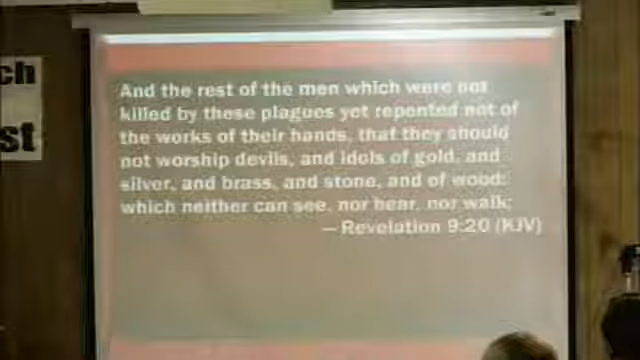 ch
st
And the rest of the men which were not
killed by these plagues yet repented not of
the works of their hands, that they should
not worship devils, and idols of gold, and
silver, and brass, and stone, and of wood:
which neither can see, nor hear, nor walk:
— Revelation 9:20 (KJV)